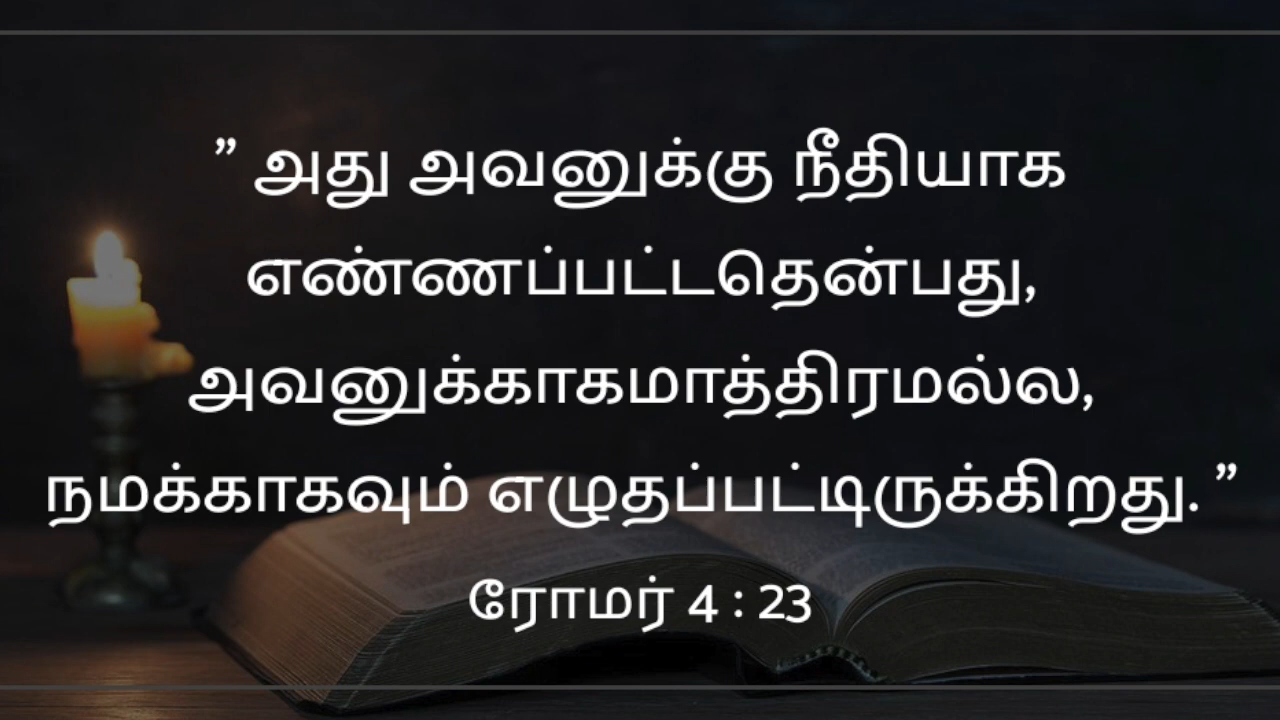 ” அது அவனுக்கு நீதியாக
எண்ணப்பட்டதென்பது,
அவனுக்காகமாத்திரமல்ல,
நமக்காகவும் எழுதப்பட்டிருக்கிறது. ”
ரோமர் 4 : 23